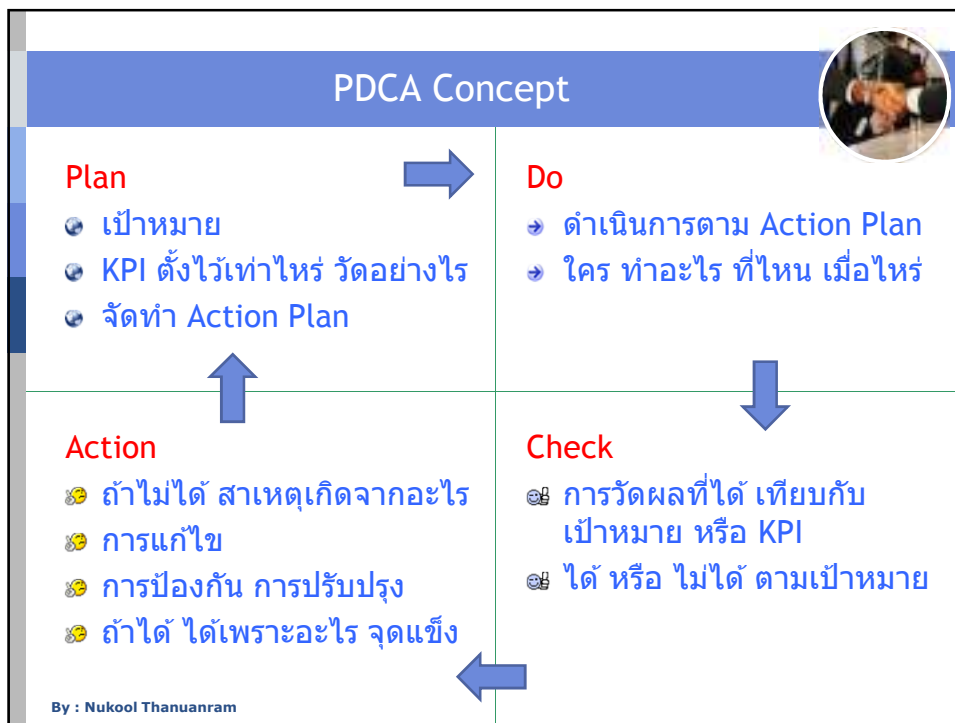 PDCA Concept
Plan
เป้าหมาย
KPI ตั้งไว้เท่าไหร่ วัดอย่างไร
จัดทำ Action Plan
Do
ดำเนินการตาม Action Plan
ใคร ทำอะไร ที่ไหน เมื่อไหร่
Action
ถ้าไม่ได้ สาเหตุเกิดจากอะไร
การแก้ไข
การป้องกัน การปรับปรุง
ถ้าได้ ได้เพราะอะไร จุดแข็ง
Check
การวัดผลที่ได้ เทียบกับ
เป้าหมาย หรือ KPI
ได้ หรือ ไม่ได้ ตามเป้าหมาย
By : Nukool Thanuanram